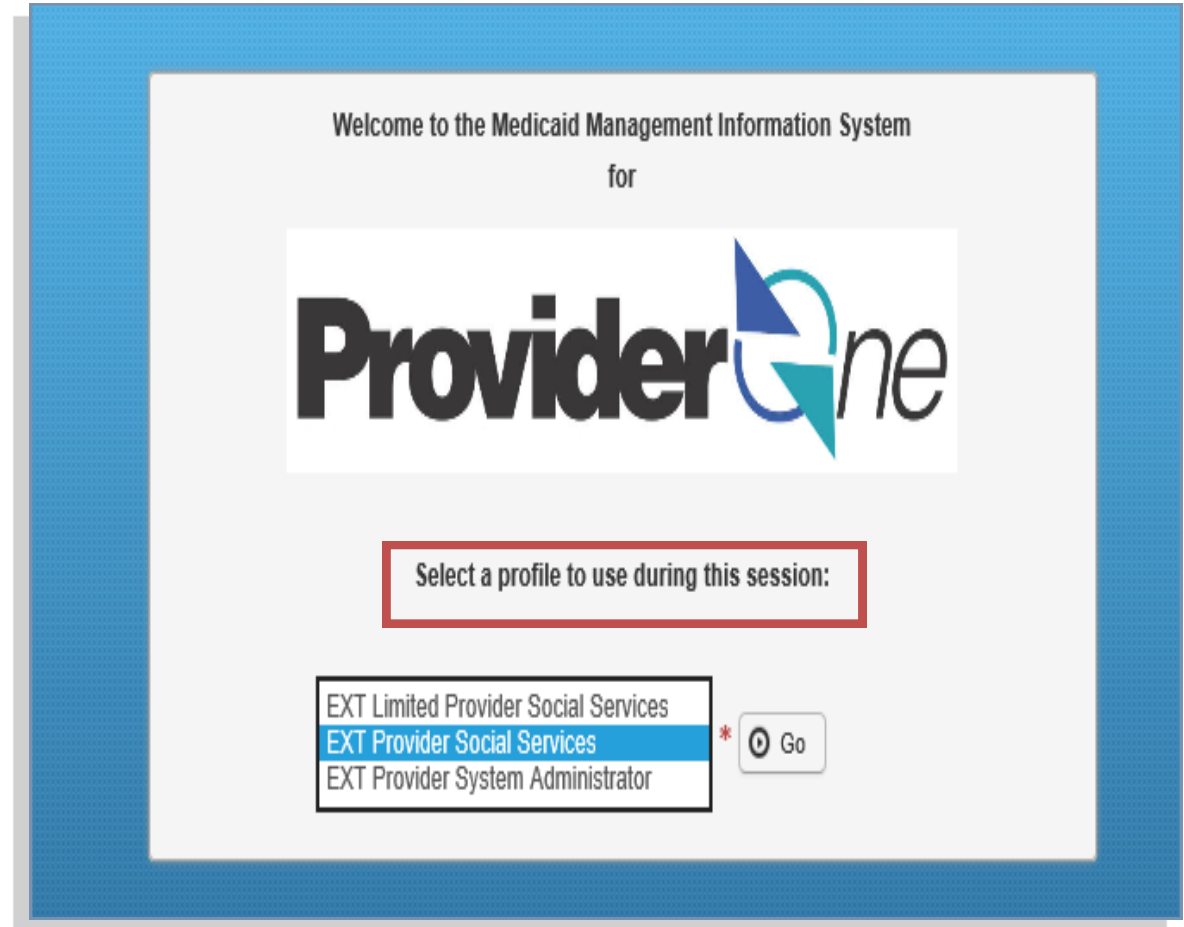 Welcome to the Medicaid Management Information System
for
ProviderOne
Select a profile to use during this session:
EXT Limited Provider Social Services
EXT Provider Social Services
EXT Provider System Administrator
* Go